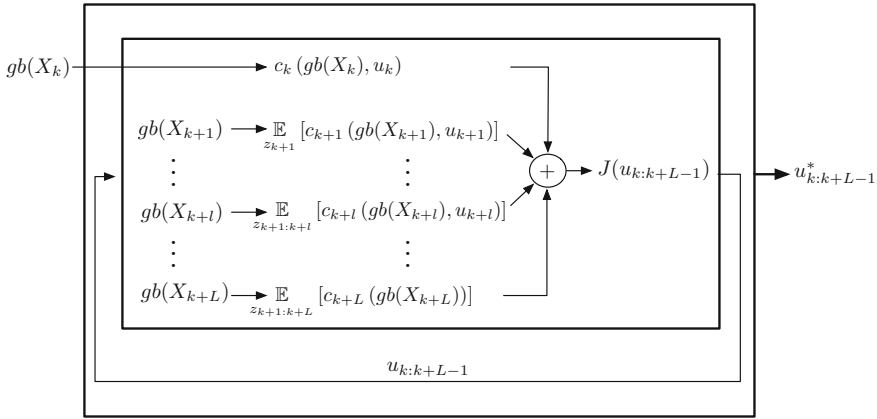 gb(X_k) c_k (gb(X_k), u_k)
gb(X_{k+1}) 𝔼_{z_{k+1}} [c_{k+1} (gb(X_{k+1}), u_{k+1})]
gb(X_{k+l}) 𝔼_{z_{k+1:k+l}} [c_{k+l} (gb(X_{k+l}), u_{k+l})]
gb(X_{k+L}) 𝔼_{z_{k+1:k+L}} [c_{k+L} (gb(X_{k+L}))]
+ J(u_{k:k+L−1}) u^*_{k:k+L−1}
u_{k:k+L−1}